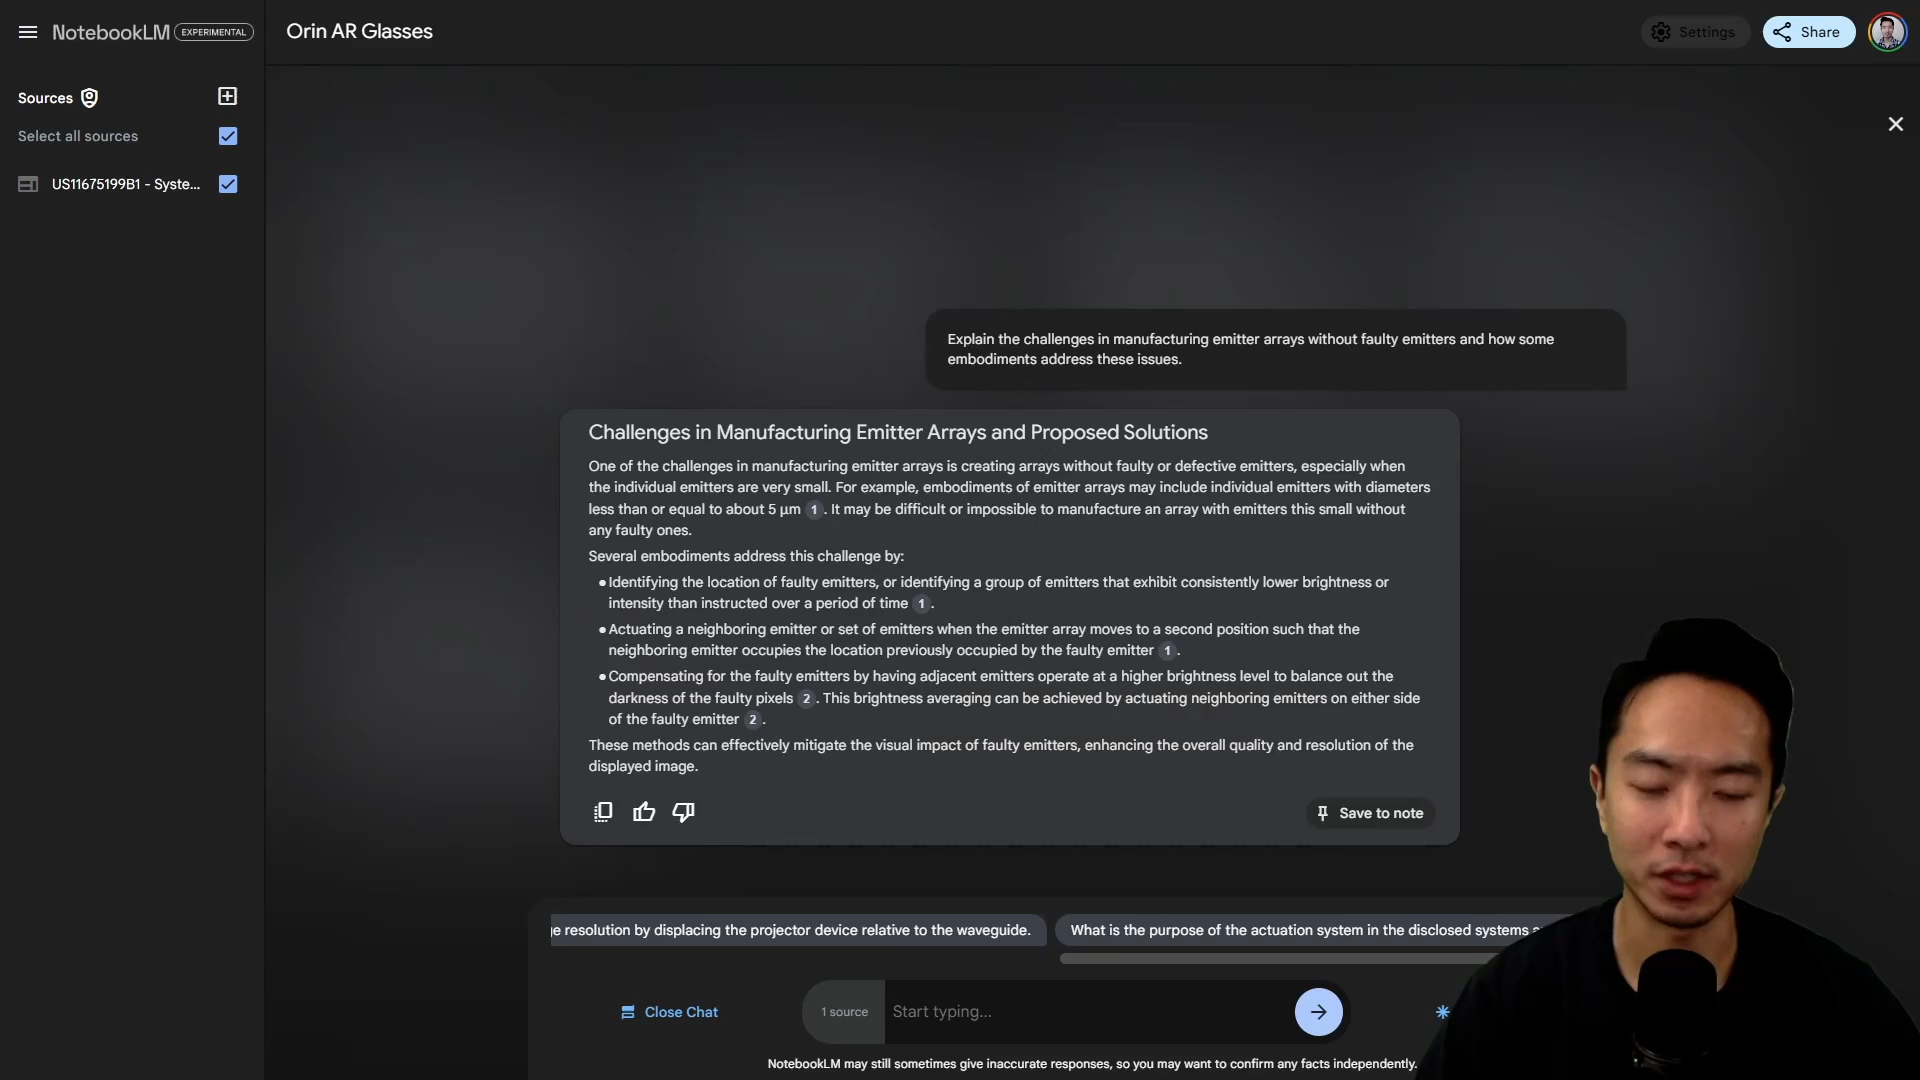 NotebookLM EXPERIMENTAL
Orin AR Glasses
Settings
Share
Sources
Select all sources
US11675199B1 - Syste...
Explain the challenges in manufacturing emitter arrays without faulty emitters and how some
embodiments address these issues.
Challenges in Manufacturing Emitter Arrays and Proposed Solutions
One of the challenges in manufacturing emitter arrays is creating arrays without faulty or defective emitters, especially when
the individual emitters are very small. For example, embodiments of emitter arrays may include individual emitters with diameters
less than or equal to about 5 μm 1. It may be difficult or impossible to manufacture an array with emitters this small without
any faulty ones.
Several embodiments address this challenge by:
• Identifying the location of faulty emitters, or identifying a group of emitters that exhibit consistently lower brightness or
intensity than instructed over a period of time 1.
• Actuating a neighboring emitter or set of emitters when the emitter array moves to a second position such that the
neighboring emitter occupies the location previously occupied by the faulty emitter 1.
• Compensating for the faulty emitters by having adjacent emitters operate at a higher brightness level to balance out the
darkness of the faulty pixels 2. This brightness averaging can be achieved by actuating neighboring emitters on either side
of the faulty emitter 2.
These methods can effectively mitigate the visual impact of faulty emitters, enhancing the overall quality and resolution of the
displayed image.
Save to note
resolution by displacing the projector device relative to the waveguide.
What is the purpose of the actuation system in the disclosed systems
Close Chat
1 source
Start typing...
NotebookLM may still sometimes give inaccurate responses, so you may want to confirm any facts independently.